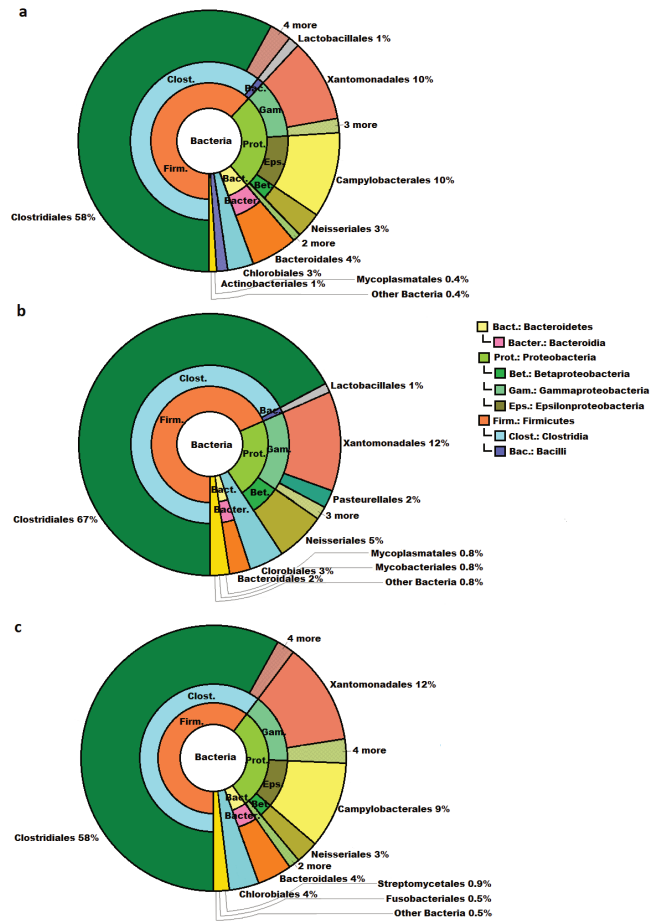 a
4 more
Lactobacillales 1%
Clost.
Bac.
Xantomonadales 10%
Gam
3 more
Bacteria
Prot.
Firm.
Eps.
Campylobacterales 10%
Bact.
Bet.
Bacter.
Clostridiales 58%
Neisseriales 3%
2 more
Bacteroidales 4%
Chlorobiales 3%
Mycoplasmatales 0.4%
Actinobacteriales 1%
Other Bacteria 0.4%
b
Bact.: Bacteroidetes
Bacter.: Bacteroidia
Prot.: Proteobacteria
Bet.: Betaproteobacteria
Gam.: Gammaproteobacteria
Eps.: Epsilonproteobacteria
Firm.: Firmicutes
Clost.: Clostridia
Bac.: Bacilli
Clost.
Lactobacillales 1%
Bac.
Firm.
Bacteria
Gam.
Xantomonadales 12%
Prot.
Bact.
Bet.
Pasteurellales 2%
Bacter.
3 more
Clostridiales 67%
Neisseriales 5%
Mycoplasmatales 0.8%
Clorobiales 3%
Mycobacteriales 0.8%
Bacteroidales 2%
Other Bacteria 0.8%
c
4 more
Xantomonadales 12%
Clost.
Firm.
Gam.
4 more
Bacteria
Prot.
Eps.
Bact.
Bet.
Campylobacterales 9%
Bacter.
Clostridiales 58%
Neisseriales 3%
2 more
Bacteroidales 4%
Streptomycetales 0.9%
Chlorobiales 4%
Fusobacteriales 0.5%
Other Bacteria 0.5%